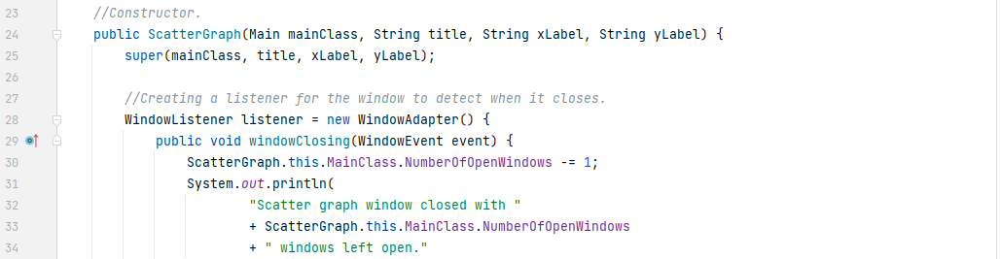 23 //Constructor.
24 public ScatterGraph(Main mainClass, String title, String xLabel, String yLabel) {
25 super(mainClass, title, xLabel, yLabel);
26
27 //Creating a listener for the window to detect when it closes.
28 WindowListener listener = new WindowAdapter() {
29 public void windowClosing(WindowEvent event) {
30 ScatterGraph.this.MainClass.NumberOfOpenWindows -= 1;
31 System.out.println(
32 "Scatter graph window closed with "
33 + ScatterGraph.this.MainClass.NumberOfOpenWindows
34 + " windows left open."